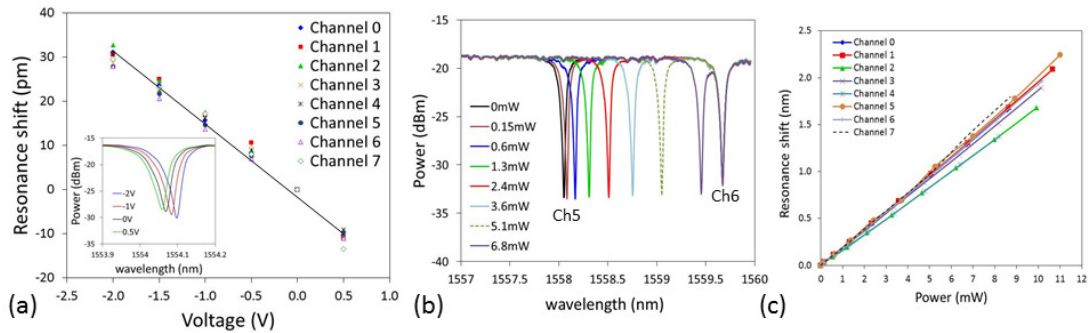 (a)
Resonance shift (pm)
40
30
20
10
0
-10
-20
-2.5 -2.0 -1.5 -1.0 -0.5 0.0 0.5 1.0
Voltage (V)
Channel 0
Channel 1
Channel 2
Channel 3
Channel 4
Channel 5
Channel 6
Channel 7
Power (dBm)
-15
-20
-25
-30
-35
-2V
-1V
0V
0.5V
1553.9 1554 1554.1 1554.2
wavelength (nm)
(b)
Power (dBm)
-14
-19
-24
-29
-34
-39
1557 1557.5 1558 1558.5 1559 1559.5 1560
wavelength (nm)
0mW
0.15mW
0.6mW
1.3mW
2.4mW
3.6mW
5.1mW
6.8mW
Ch5
Ch6
(c)
Resonance shift (nm)
2.5
2.0
1.5
1.0
0.5
0.0
0 1 2 3 4 5 6 7 8 9 10 11 12
Power (mW)
Channel 0
Channel 1
Channel 2
Channel 3
Channel 4
Channel 5
Channel 6
Channel 7